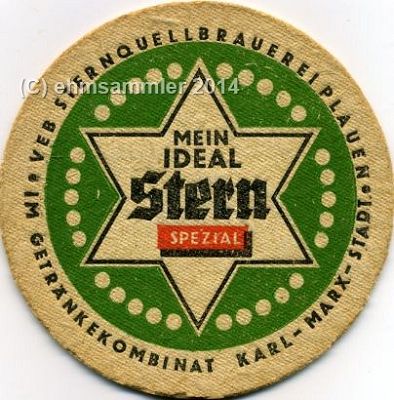 (C) ehmsammler 2014
VEB STERNQUELLBRAUEREI PLAUEN •
IM GETRÄNKEKOMBINAT KARL-MARX-STADT •
MEIN
IDEAL
Stern
SPEZIAL